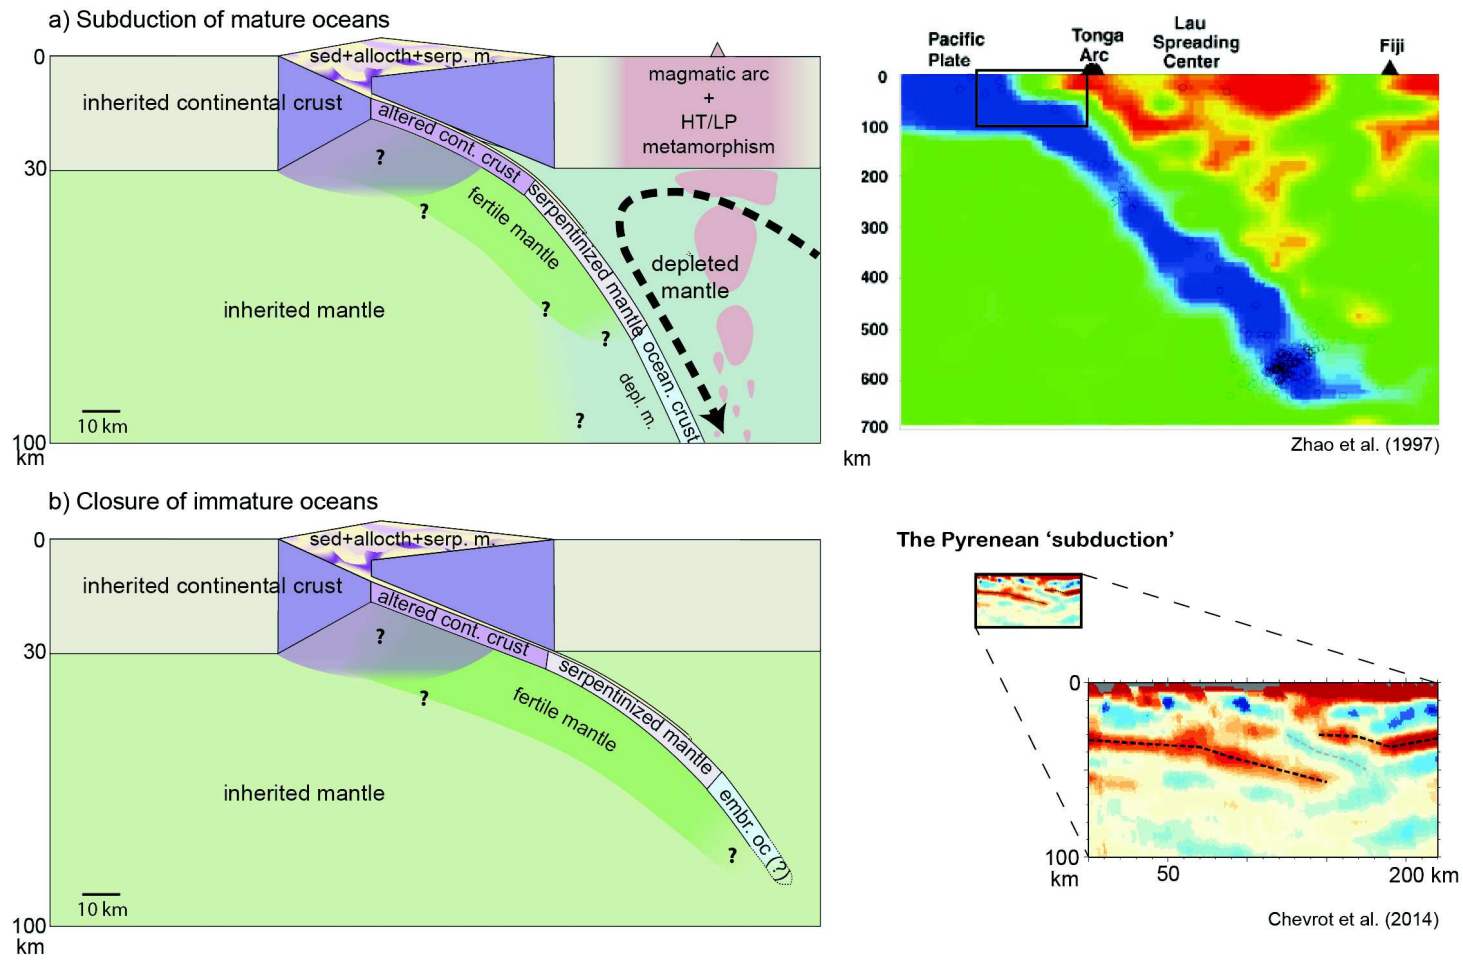 a) Subduction of mature oceans
0
30
100
km
sed+allocth+serp. m.
inherited continental crust
altered cont. crust
serpentinized mantle
ocean. crust
depl. m.
fertile mantle
inherited mantle
depleted
mantle
magmatic arc
+
HT/LP
metamorphism
?
?
?
?
?
10 km
Pacific
Plate
Tonga
Arc
Lau
Spreading
Center
Fiji
0
100
200
300
400
500
600
700
km
Zhao et al. (1997)
b) Closure of immature oceans
0
30
100
km
sed+allocth+serp. m.
inherited continental crust
altered cont. crust
serpentinized mantle
embr. oc (?)
fertile mantle
inherited mantle
?
?
?
10 km
The Pyrenean ‘subduction’
0
100
km
50
200 km
Chevrot et al. (2014)